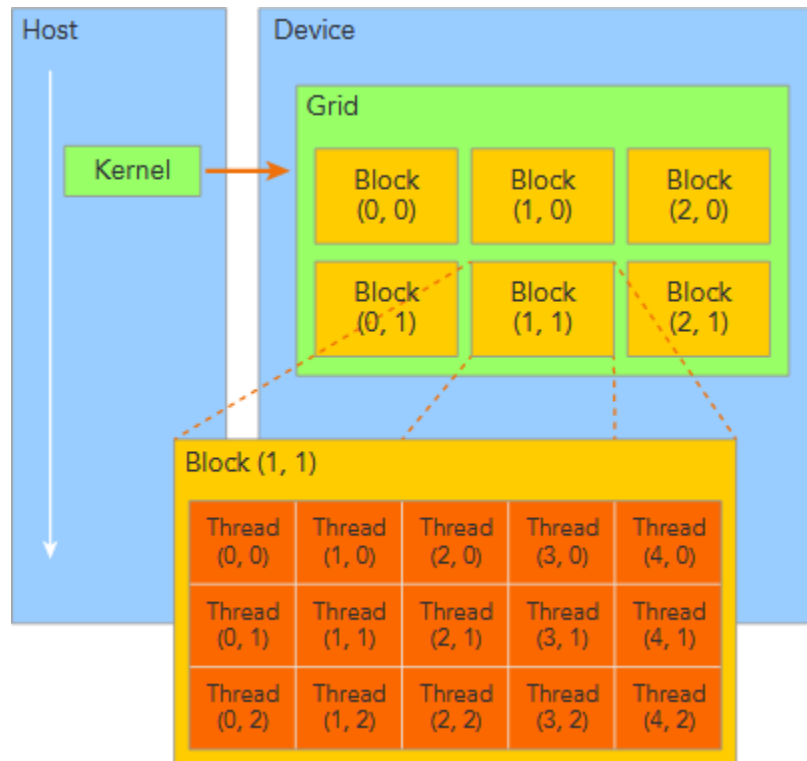 Host
Device
Grid
Kernel
Block
(0, 0)
Block
(1, 0)
Block
(2, 0)
Block
(0, 1)
Block
(1, 1)
Block
(2, 1)
Block (1, 1)
Thread
(0, 0)
Thread
(1, 0)
Thread
(2, 0)
Thread
(3, 0)
Thread
(4, 0)
Thread
(0, 1)
Thread
(1, 1)
Thread
(2, 1)
Thread
(3, 1)
Thread
(4, 1)
Thread
(0, 2)
Thread
(1, 2)
Thread
(2, 2)
Thread
(3, 2)
Thread
(4, 2)